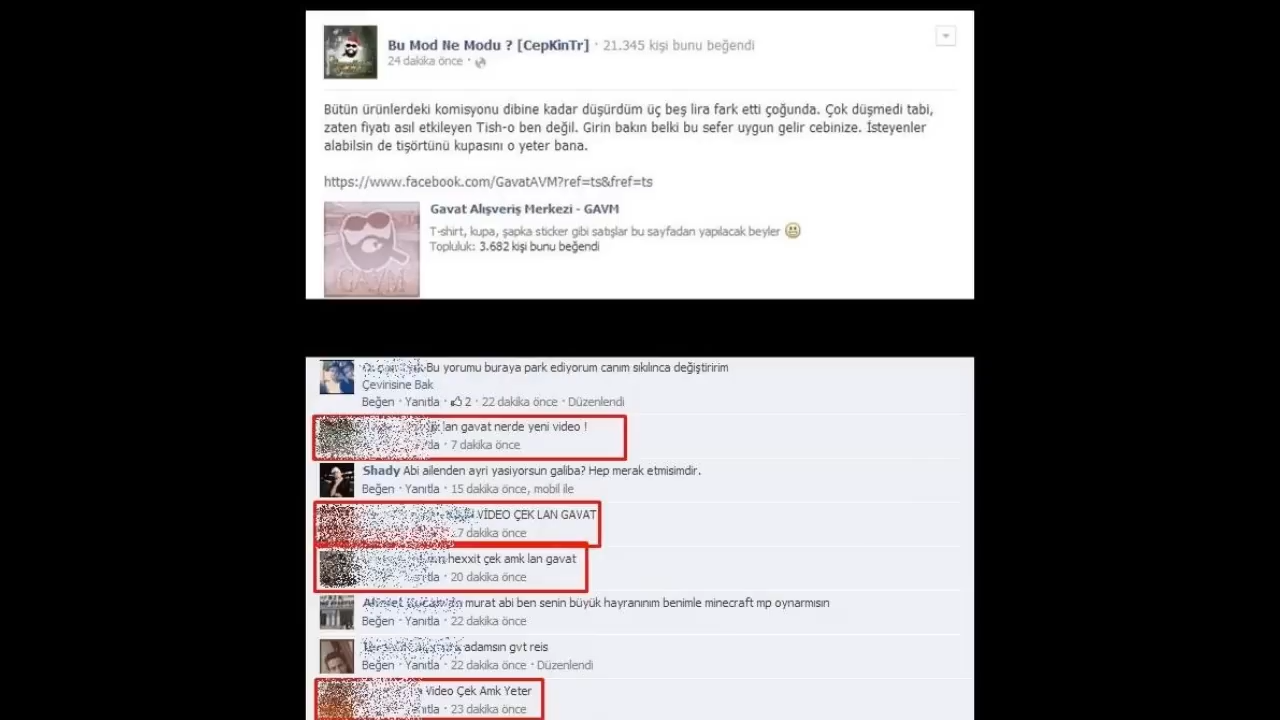 Bu Mod Ne Modu ? [CepKinTr] · 21.345 kişi bunu beğendi
24 dakika önce ·
Bütün ürünlerdeki komisyonu dibine kadar düşürdüm üç beş lira fark etti çoğunda. Çok düşmedi tabi,
zaten fiyatı asıl etkileyen Tish-o ben değil. Girin bakın belki bu sefer uygun gelir cebinize. İsteyenler
alabilsin de tişörtünü kupasını o yeter bana.
https://www.facebook.com/GavatAVM?ref=ts&fref=ts
Gavat Alışveriş Merkezi - GAVM
T-shirt, kupa, şapka sticker gibi satışlar bu sayfadan yapılacak beyler
Topluluk: 3.682 kişi bunu beğendi
GAVM
Bu yorumu buraya park ediyorum canım sıkılınca değiştiririm
Çevirisine Bak
Beğen · Yanıtla · 2 · 22 dakika önce · Düzenlendi
lan gavat nerde yeni video !
7 dakika önce
Shady Abi ailenden ayri yasiyorsun galiba? Hep merak etmisimdir.
Beğen · Yanıtla · 15 dakika önce, mobil ile
VİDEO ÇEK LAN GAVAT
7 dakika önce
hexxit çek amk lan gavat
20 dakika önce
murat abi ben senin büyük hayranınım benimle minecraft mp oynarmısın
Beğen · Yanıtla · 22 dakika önce
adamsın gvt reis
Beğen · Yanıtla · 22 dakika önce · Düzenlendi
Video Çek Amk Yeter
23 dakika önce